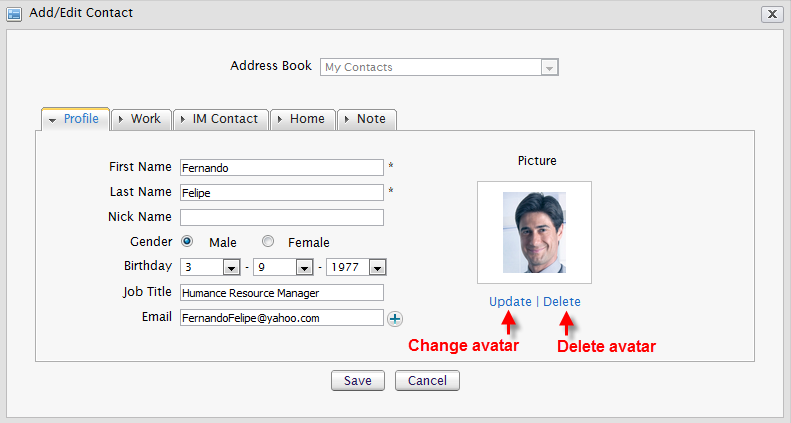 Add/Edit Contact
Address Book My Contacts
Profile Work IM Contact Home Note
First Name Fernando *
Last Name Felipe *
Nick Name
Gender Male Female
Birthday 3 - 9 - 1977
Job Title Humance Resource Manager
Email FernandoFelipe@yahoo.com
Picture
Update | Delete
Change avatar Delete avatar
Save Cancel